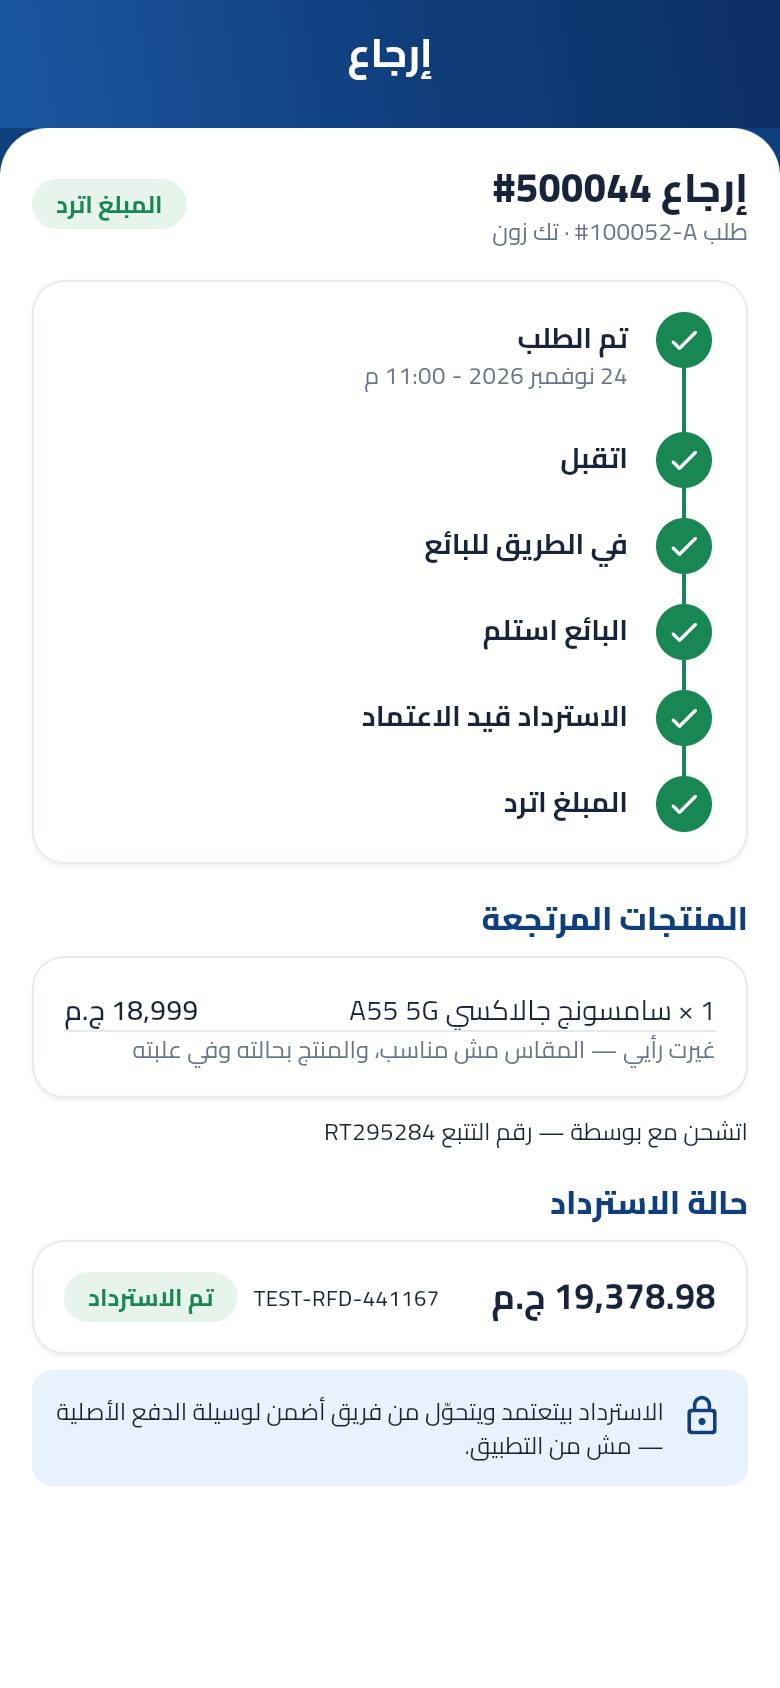 إرجاع
إرجاع #500044
المبلغ اترد
طلب #100052-A · تك زون
تم الطلب
24 نوفمبر 2026 - 11:00 م
اتقبل
في الطريق للبائع
البائع استلم
الاسترداد قيد الاعتماد
المبلغ اترد
المنتجات المرتجعة
1 × سامسونج جالاكسي A55 5G
18,999 ج.م
غيرت رأيي — المقاس مش مناسب، والمنتج بحالته وفي علبته
اتشحن مع بوسطة — رقم التتبع RT295284
حالة الاسترداد
19,378.98 ج.م
TEST-RFD-441167
تم الاسترداد
الاسترداد بيتعتمد ويتحوّل من فريق أضمن لوسيلة الدفع الأصلية
— مش من التطبيق.